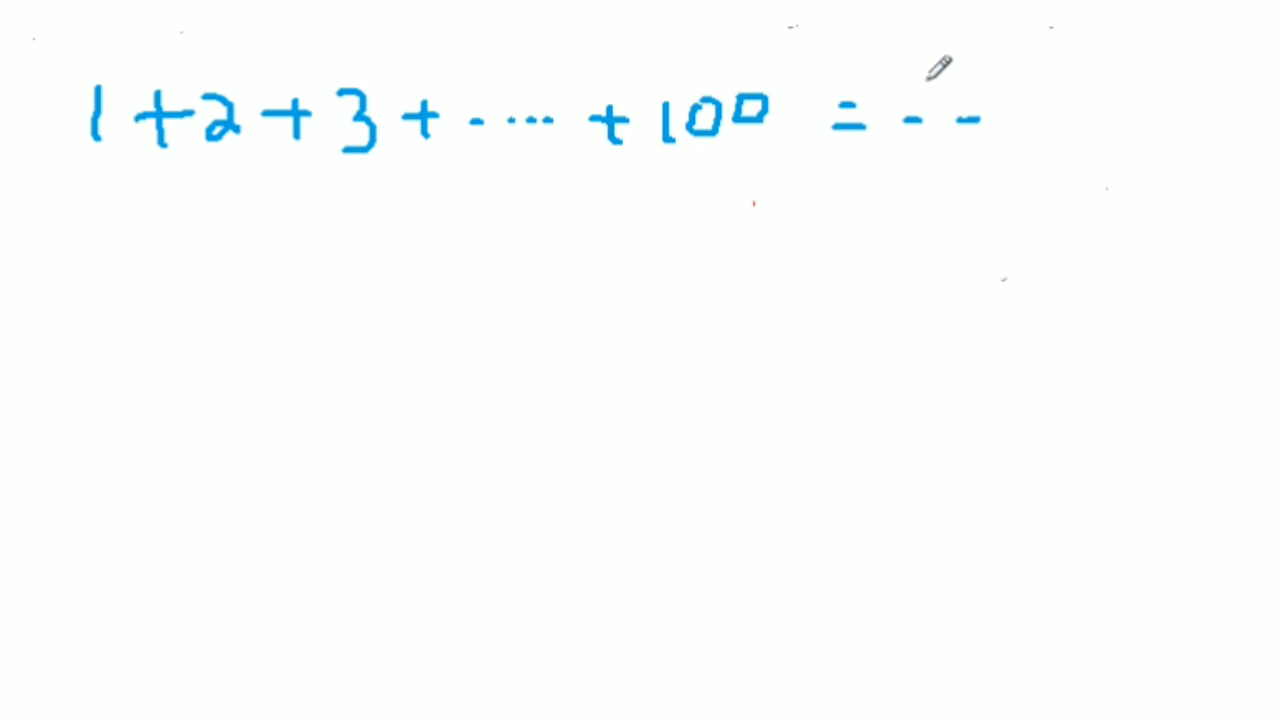 1 + 2 + 3 + ---- + 100 = --